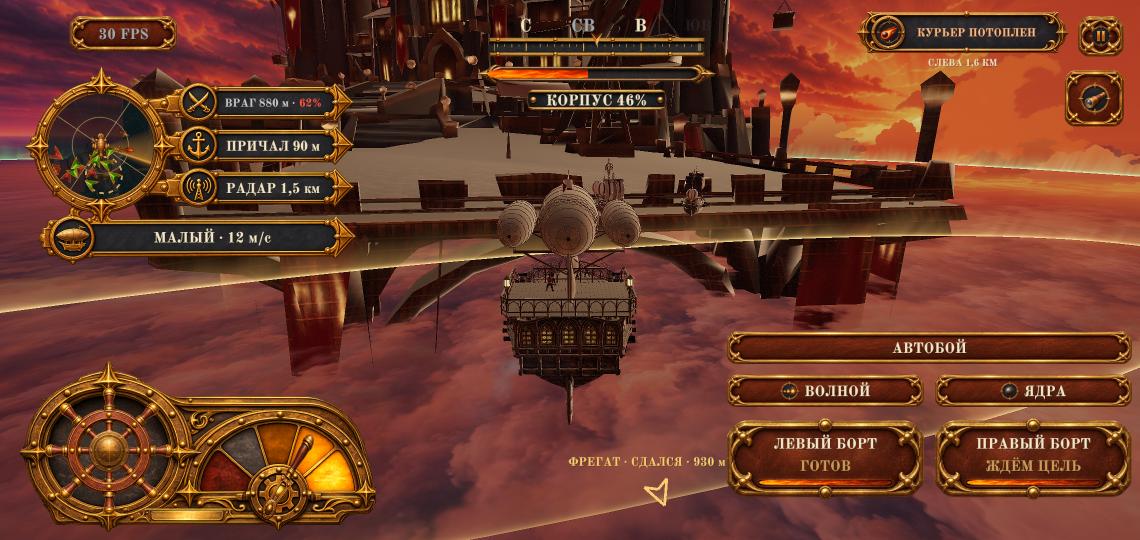 30 FPS
С СВ В ЮВ
КУРЬЕР ПОТОПЛЕН
СЛЕВА 1,6 КМ
ВРАГ 880 м · 62%
КОРПУС 46%
ПРИЧАЛ 90 м
РАДАР 1,5 км
МАЛЫЙ · 12 м/с
АВТОБОЙ
ВОЛНОЙ
ЯДРА
ЛЕВЫЙ БОРТ
ГОТОВ
ПРАВЫЙ БОРТ
ЖДЁМ ЦЕЛЬ
ФРЕГАТ · СДАЛСЯ · 930 м